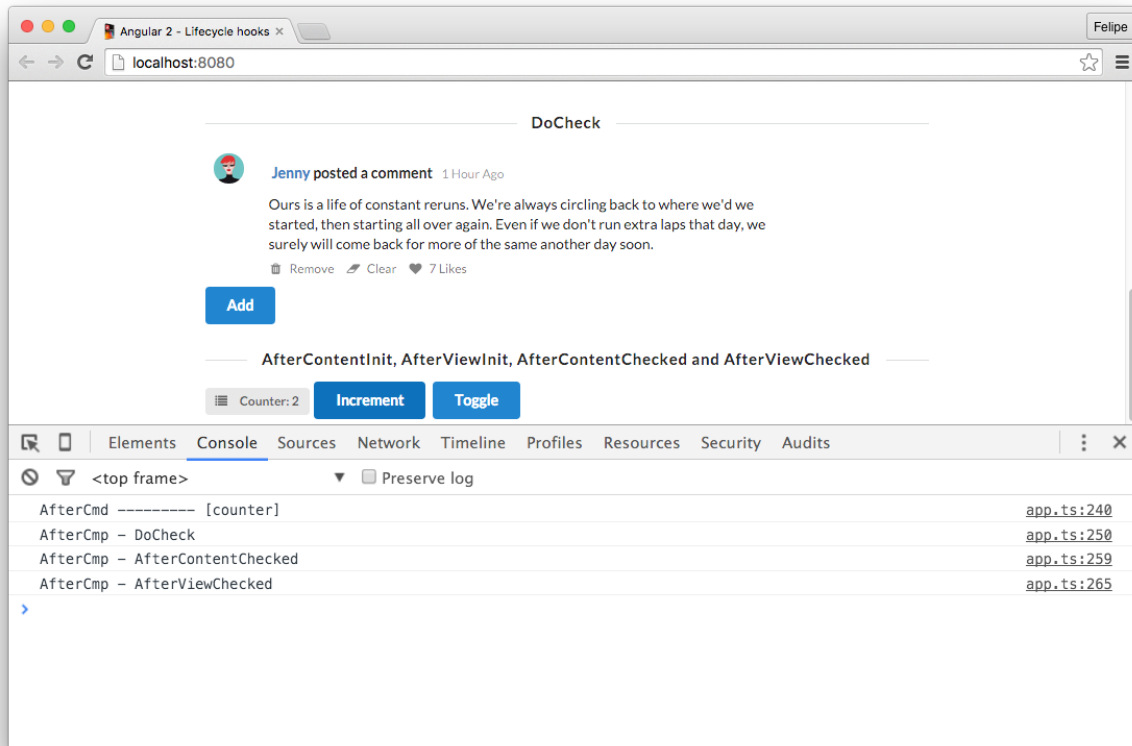 Angular 2 - Lifecycle hooks
Felipe
localhost:8080
DoCheck
Jenny posted a comment 1 Hour Ago
Ours is a life of constant reruns. We're always circling back to where we'd we
started, then starting all over again. Even if we don't run extra laps that day, we
surely will come back for more of the same another day soon.
Remove Clear 7 Likes
Add
AfterContentInit, AfterViewInit, AfterContentChecked and AfterViewChecked
Counter: 2 Increment Toggle
Elements Console Sources Network Timeline Profiles Resources Security Audits
<top frame> Preserve log
AfterCmd --------- [counter] app.ts:240
AfterCmp - DoCheck app.ts:250
AfterCmp - AfterContentChecked app.ts:259
AfterCmp - AfterViewChecked app.ts:265